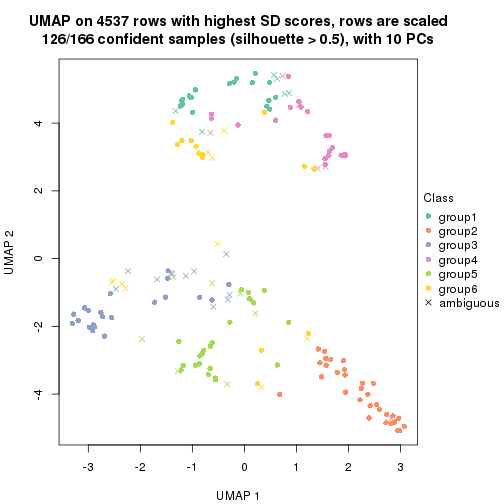 UMAP on 4537 rows with highest SD scores, rows are scaled
126/166 confident samples (silhouette > 0.5), with 10 PCs
4
2
0
-2
-4
UMAP 2
-3 -2 -1 0 1 2 3
UMAP 1
Class
group1
group2
group3
group4
group5
group6
ambiguous